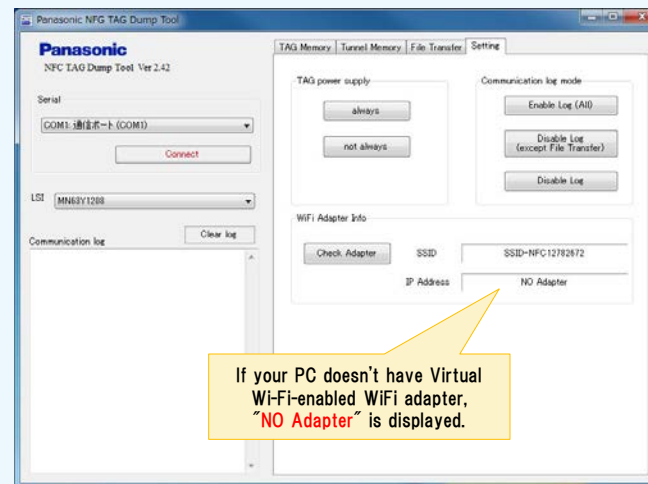 Panasonic NFG TAG Dump Tool
Panasonic
NFC TAG Dump Tool Ver 2.42
Serial
COM1: 通信ポート (COM1)
Connect
LSI
MN63Y1208
Communication log
Clear log
TAG Memory
Tunnel Memory
File Transfer
Setting
TAG power supply
always
not always
Communication log mode
Enable Log (All)
Disable Log
(except File Transfer)
Disable Log
WiFi Adapter Info
Check Adapter
SSID
SSID-NFC12782672
IP Address
NO Adapter
If your PC doesn't have Virtual
Wi-Fi-enabled WiFi adapter,
"NO Adapter" is displayed.